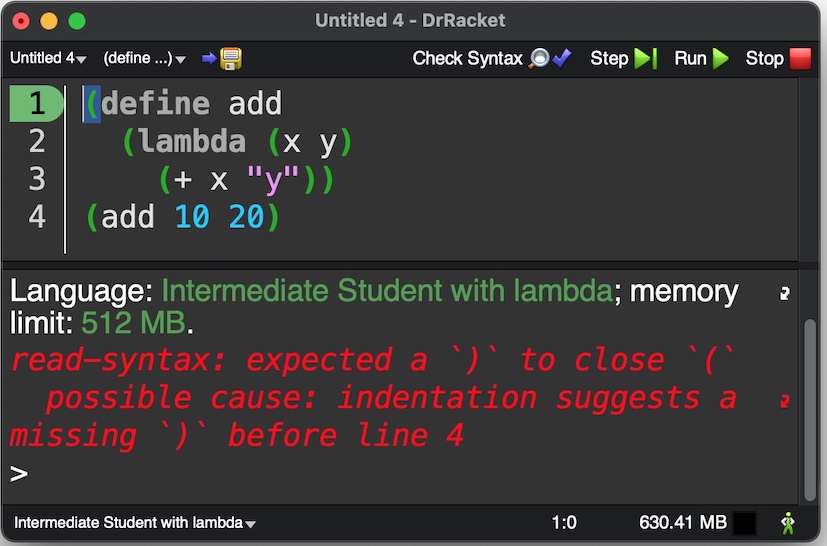 Untitled 4 - DrRacket
Untitled 4 (define ...) Check Syntax Step Run Stop
1 (define add
2   (lambda (x y)
3     (+ x "y"))
4 (add 10 20)
Language: Intermediate Student with lambda; memory
limit: 512 MB.
read-syntax: expected a `)` to close `(`
  possible cause: indentation suggests a
missing `)` before line 4
>
Intermediate Student with lambda 1:0 630.41 MB